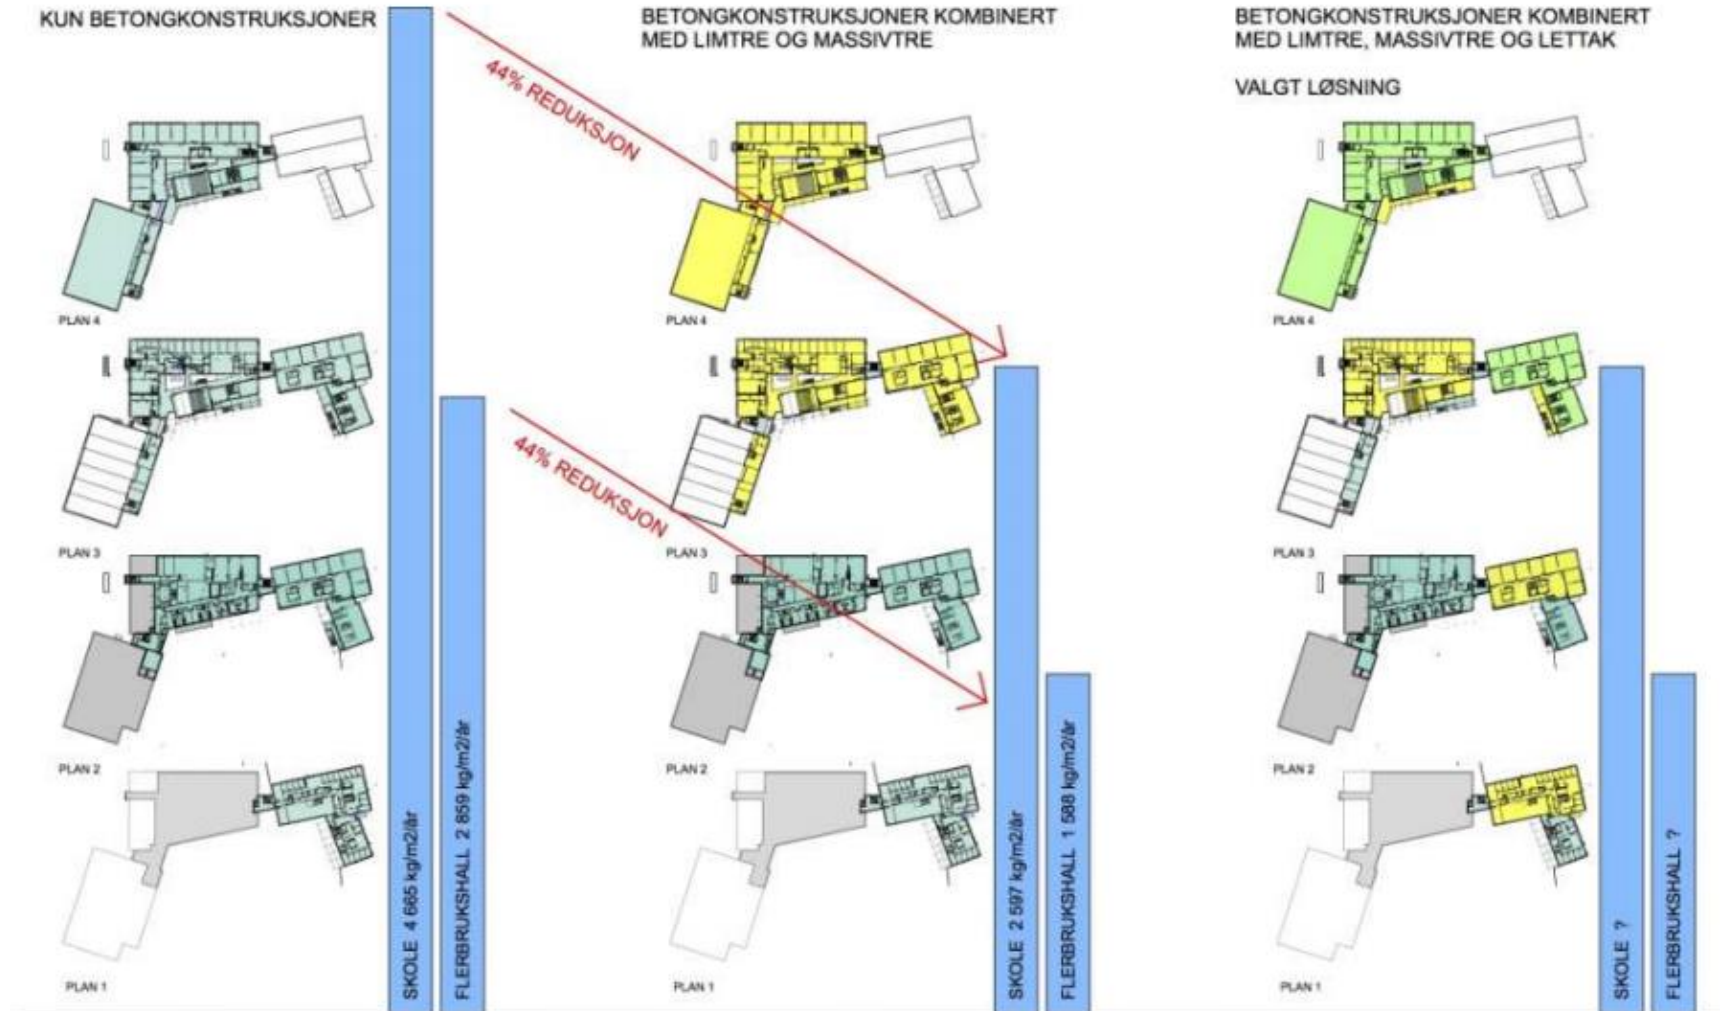 KUN BETONGKONSTRUKSJONER
PLAN 4
PLAN 3
PLAN 2
PLAN 1
SKOLE 4 665 kg/m2/år
FLERBRUKSHALL 2 859 kg/m2/år
44% REDUKSJON
44% REDUKSJON
BETONGKONSTRUKSJONER KOMBINERT
MED LIMTRE OG MASSIVTRE
PLAN 4
PLAN 3
PLAN 2
PLAN 1
SKOLE 2 597 kg/m2/år
FLERBRUKSHALL 1 588 kg/m2/år
BETONGKONSTRUKSJONER KOMBINERT
MED LIMTRE, MASSIVTRE OG LETTAK
VALGT LØSNING
PLAN 4
PLAN 3
PLAN 2
PLAN 1
SKOLE ?
FLERBRUKSHALL ?